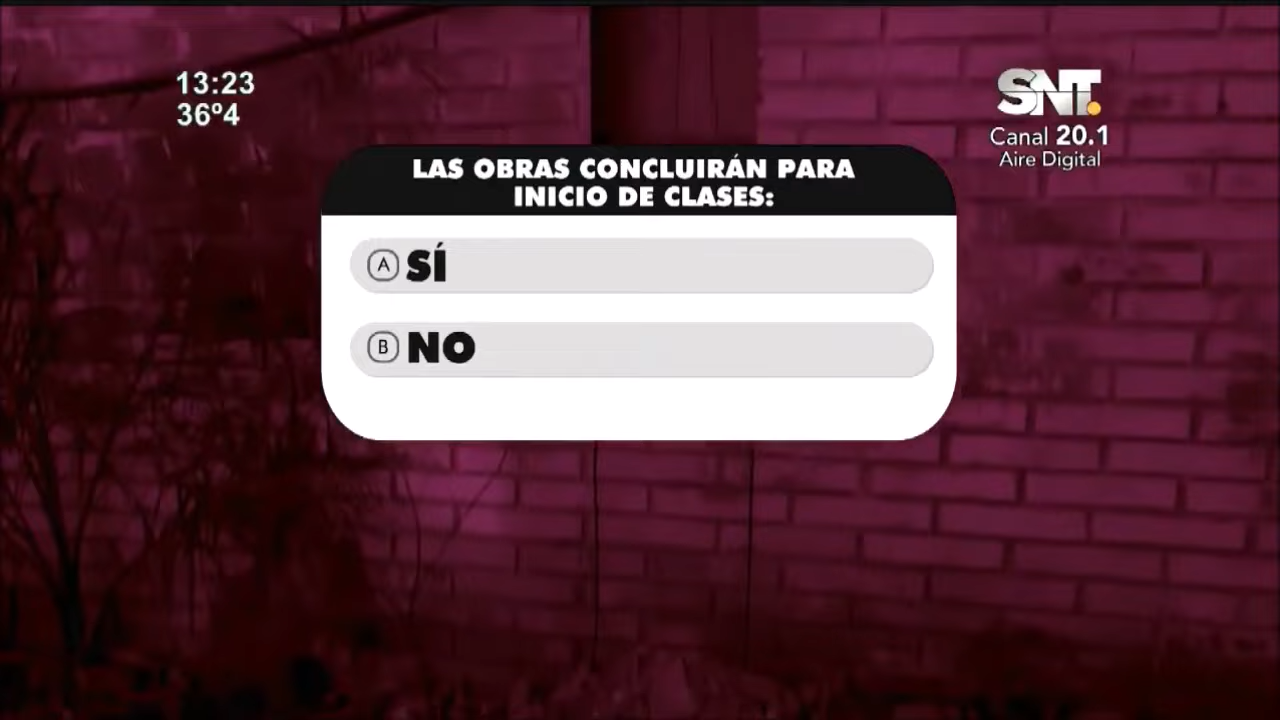 13:23
36º4
SNT.
Canal 20.1
Aire Digital
LAS OBRAS CONCLUIRÁN PARA
INICIO DE CLASES:
A SÍ
B NO